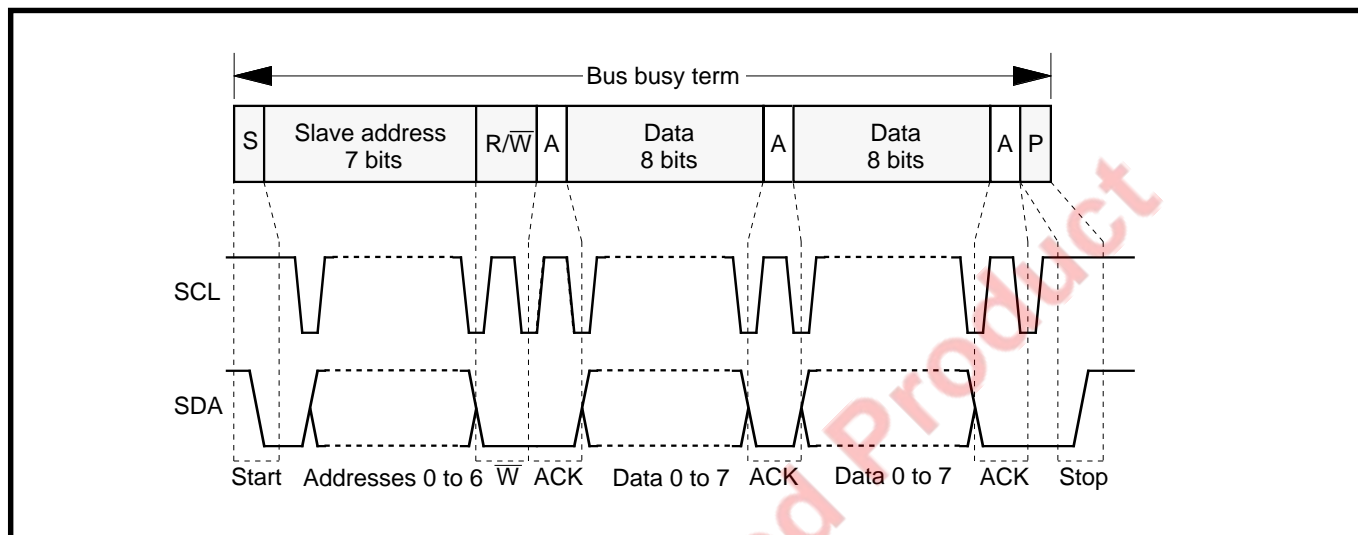 Bus busy term
S Slave address 7 bits R/W̅ A Data 8 bits A Data 8 bits A P
SCL
SDA
Start Addresses 0 to 6 W̅ ACK Data 0 to 7 ACK Data 0 to 7 ACK Stop
d Product